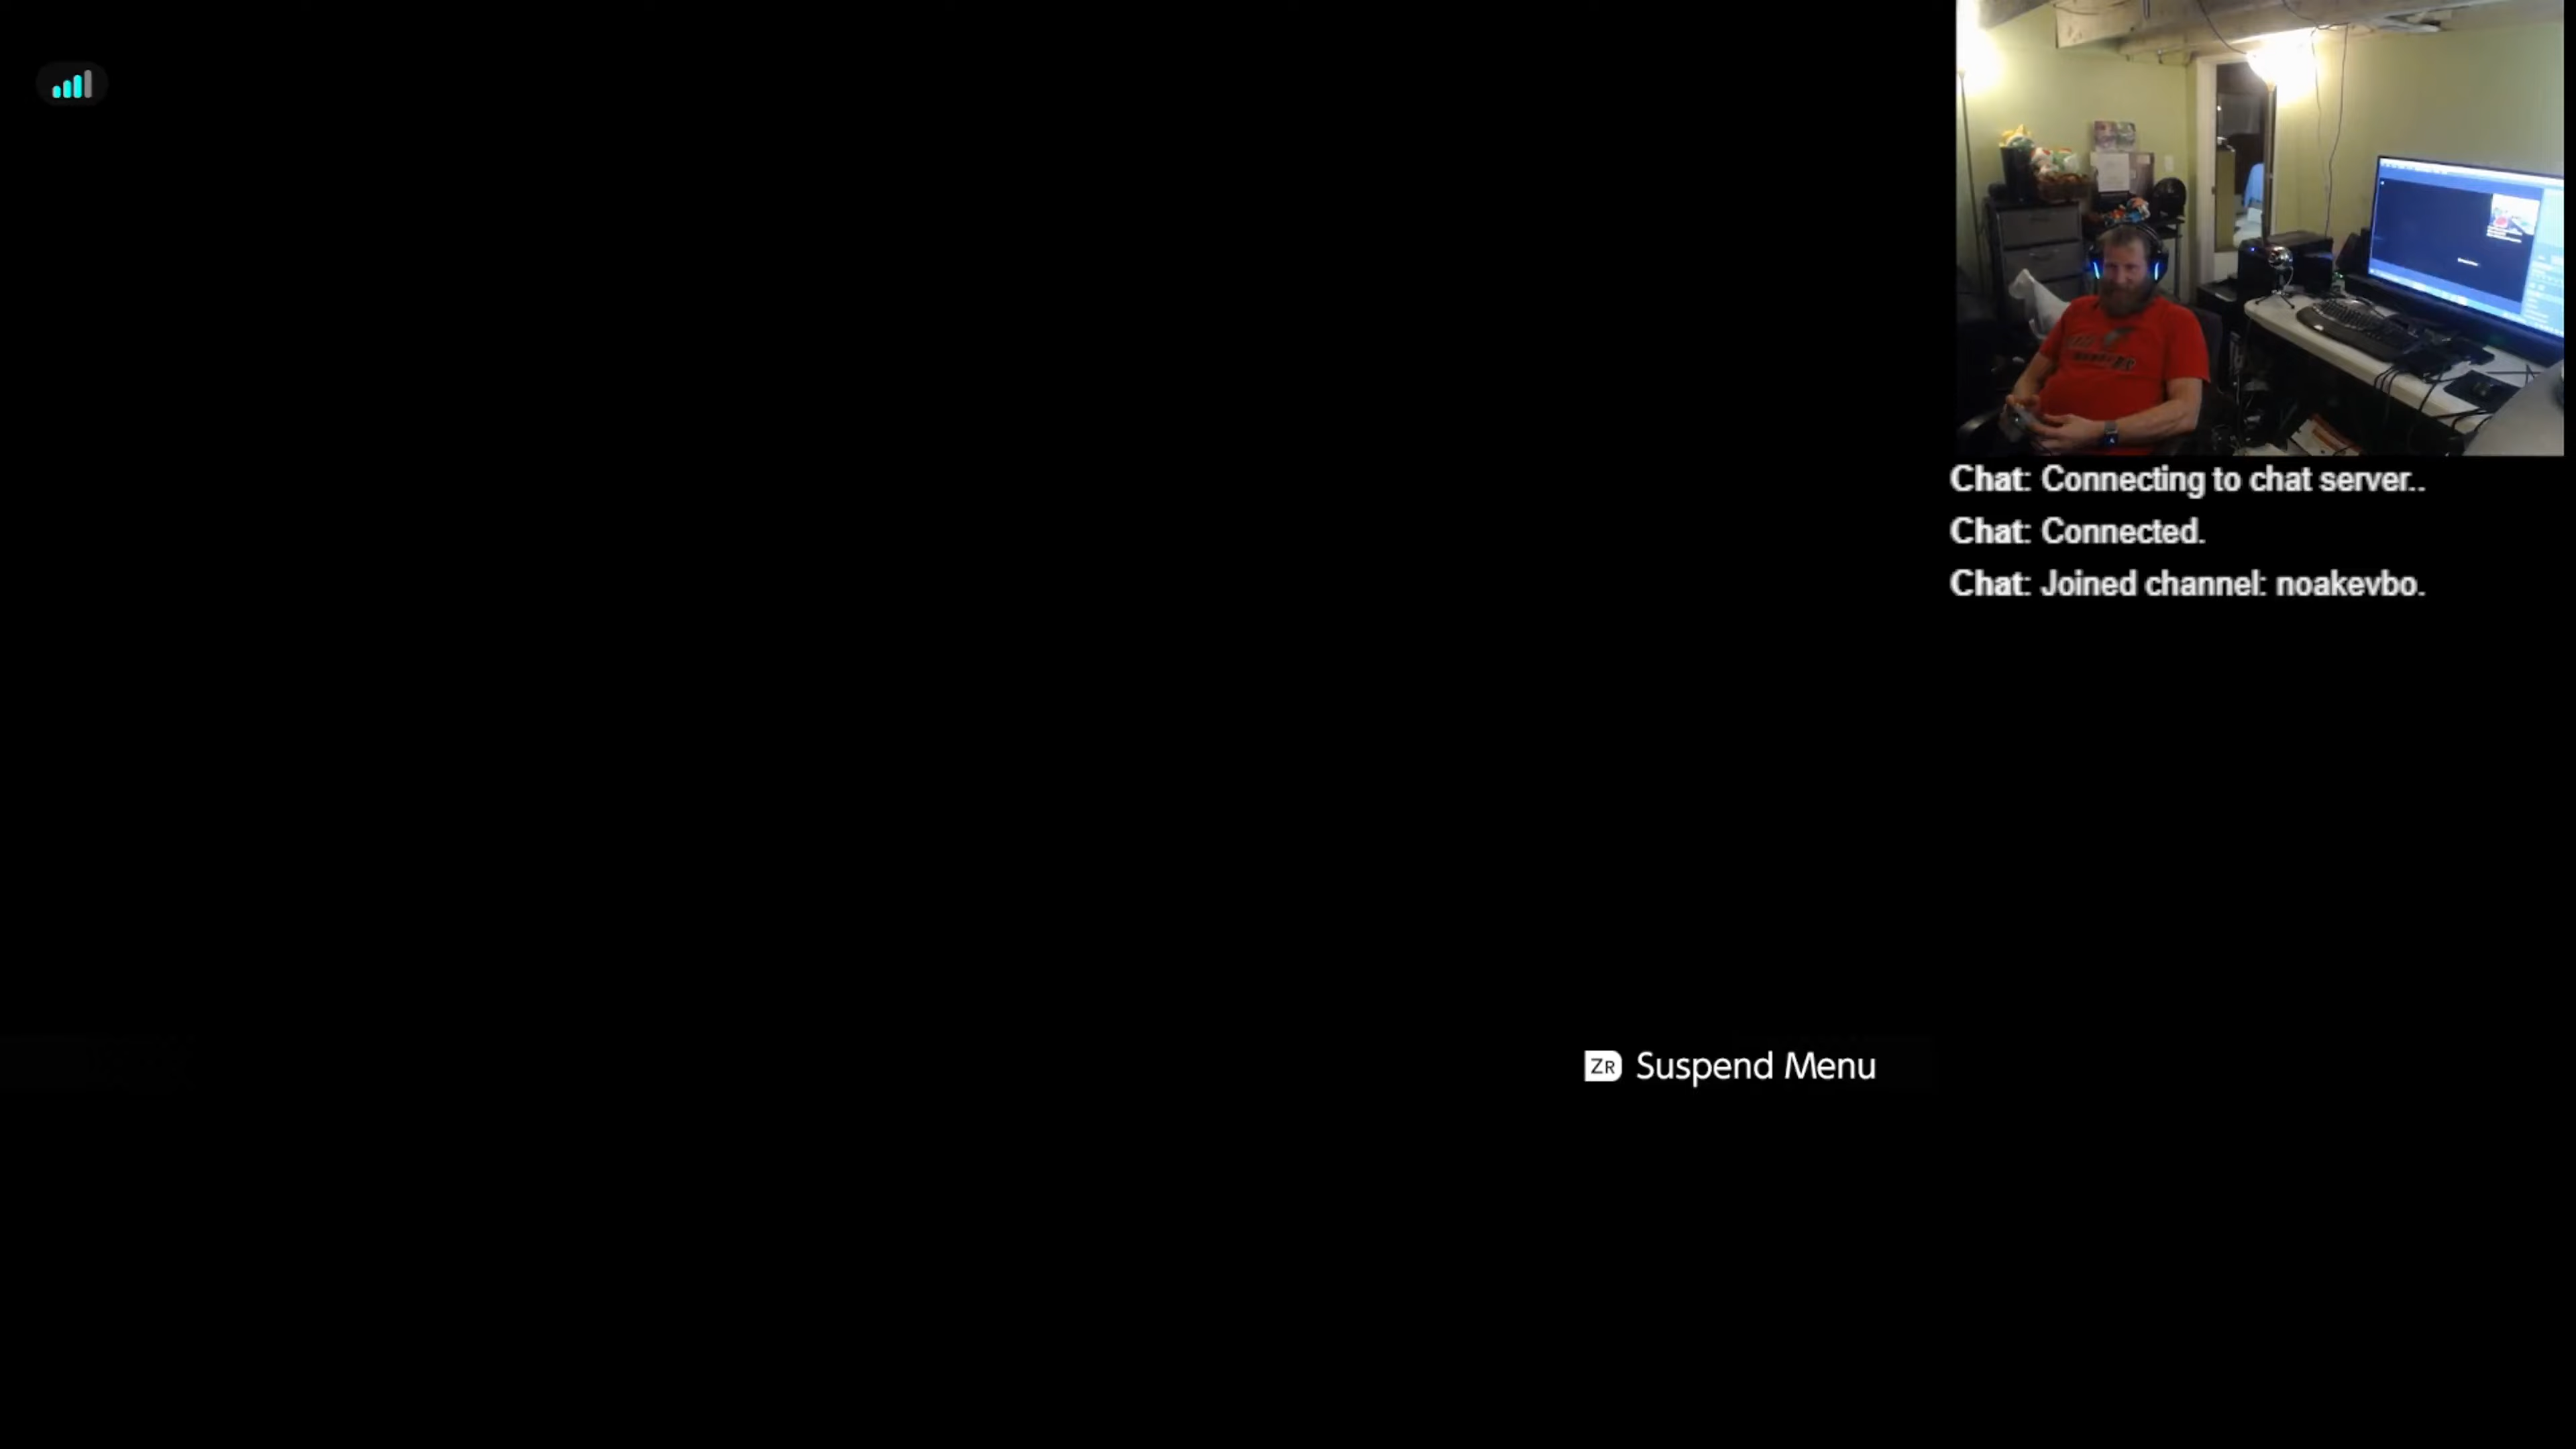 Chat: Connecting to chat server..
Chat: Connected.
Chat: Joined channel: noakevbo.
ZR Suspend Menu